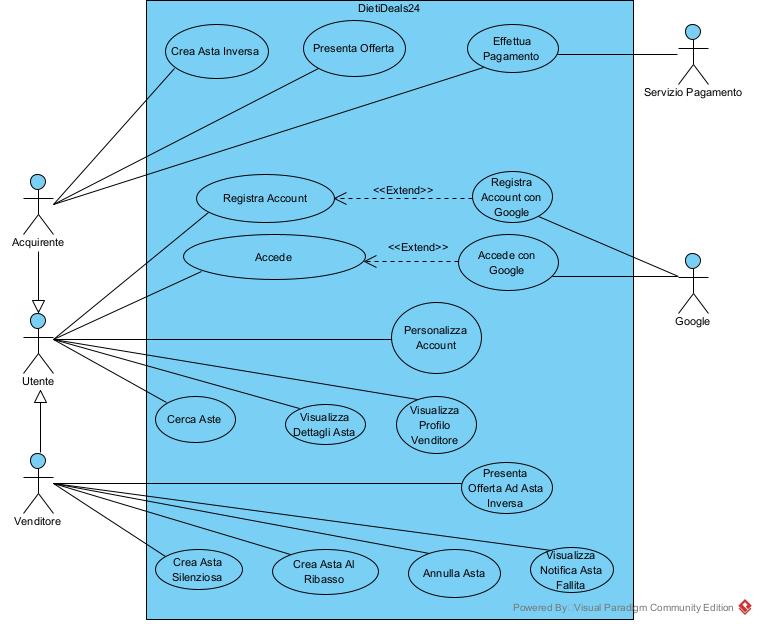 DietiDeals24
Crea Asta Inversa
Presenta Offerta
Effettua
Pagamento
Servizio Pagamento
Acquirente
Registra Account
<<Extend>>
Registra
Account con
Google
Accede
<<Extend>>
Accede con
Google
Google
Utente
Personalizza
Account
Cerca Aste
Visualizza
Dettagli Asta
Visualizza
Profilo
Venditore
Venditore
Presenta
Offerta Ad Asta
Inversa
Crea Asta
Silenziosa
Crea Asta Al
Ribasso
Annulla Asta
Visualizza
Notifica Asta
Fallita
Powered By: Visual Paradigm Community Edition